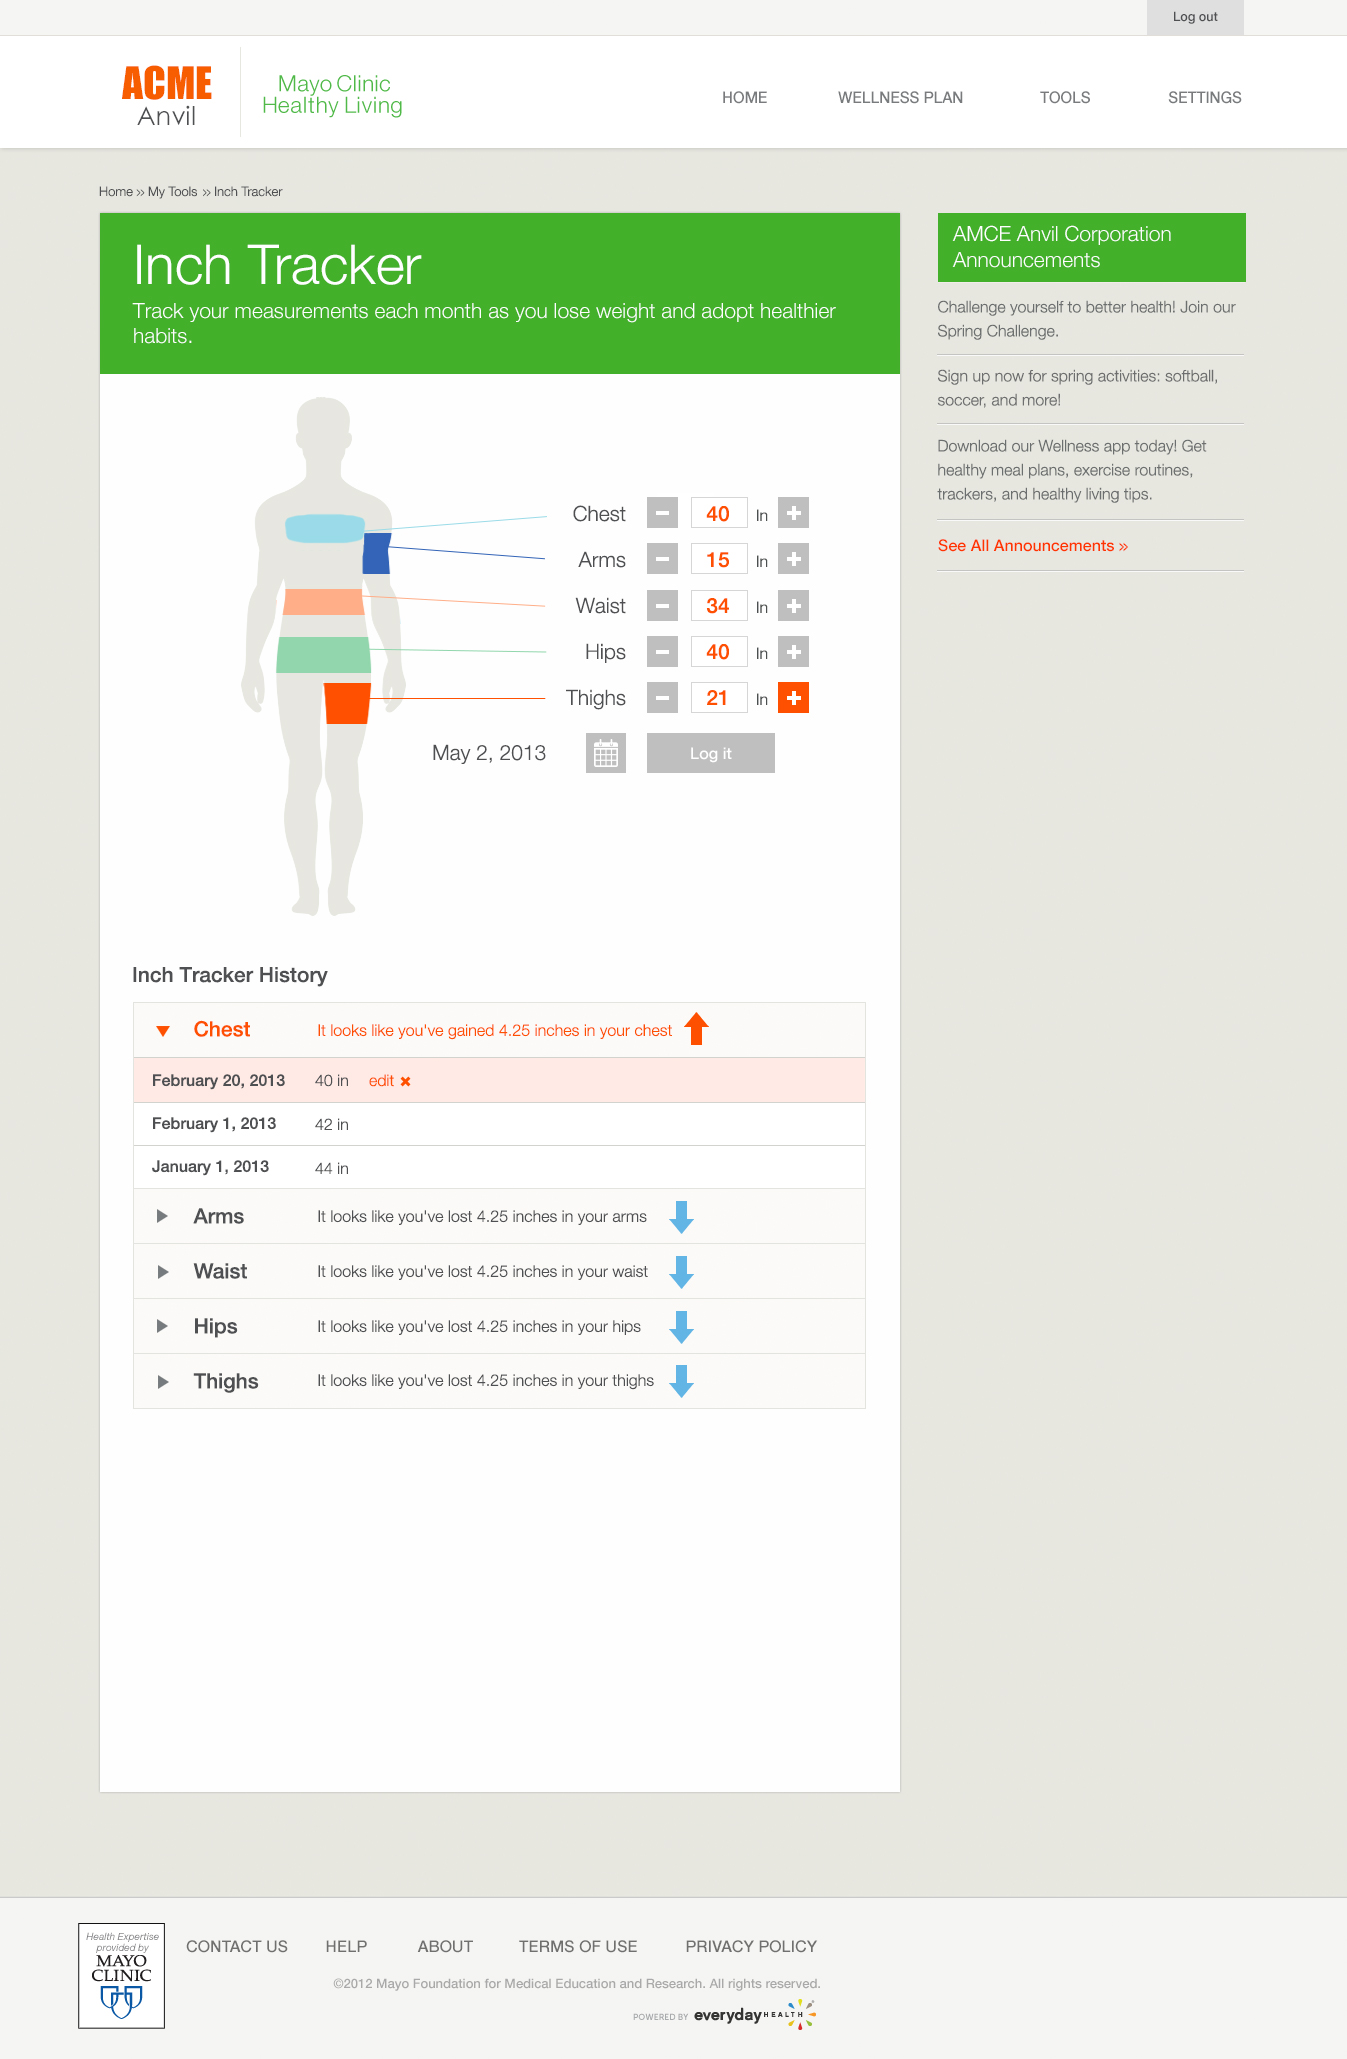 Log out
ACME
Anvil
Mayo Clinic
Healthy Living
HOME
WELLNESS PLAN
TOOLS
SETTINGS
Home » My Tools » Inch Tracker
Inch Tracker
Track your measurements each month as you lose weight and adopt healthier
habits.
Chest 40 In
Arms 15 In
Waist 34 In
Hips 40 In
Thighs 21 In
May 2, 2013
Log it
Inch Tracker History
Chest It looks like you've gained 4.25 inches in your chest
February 20, 2013 40 in edit
February 1, 2013 42 in
January 1, 2013 44 in
Arms It looks like you've lost 4.25 inches in your arms
Waist It looks like you've lost 4.25 inches in your waist
Hips It looks like you've lost 4.25 inches in your hips
Thighs It looks like you've lost 4.25 inches in your thighs
AMCE Anvil Corporation
Announcements
Challenge yourself to better health! Join our
Spring Challenge.
Sign up now for spring activities: softball,
soccer, and more!
Download our Wellness app today! Get
healthy meal plans, exercise routines,
trackers, and healthy living tips.
See All Announcements »
Health Expertise
provided by
MAYO
CLINIC
CONTACT US
HELP
ABOUT
TERMS OF USE
PRIVACY POLICY
©2012 Mayo Foundation for Medical Education and Research. All rights reserved.
POWERED BY everyday HEALTH